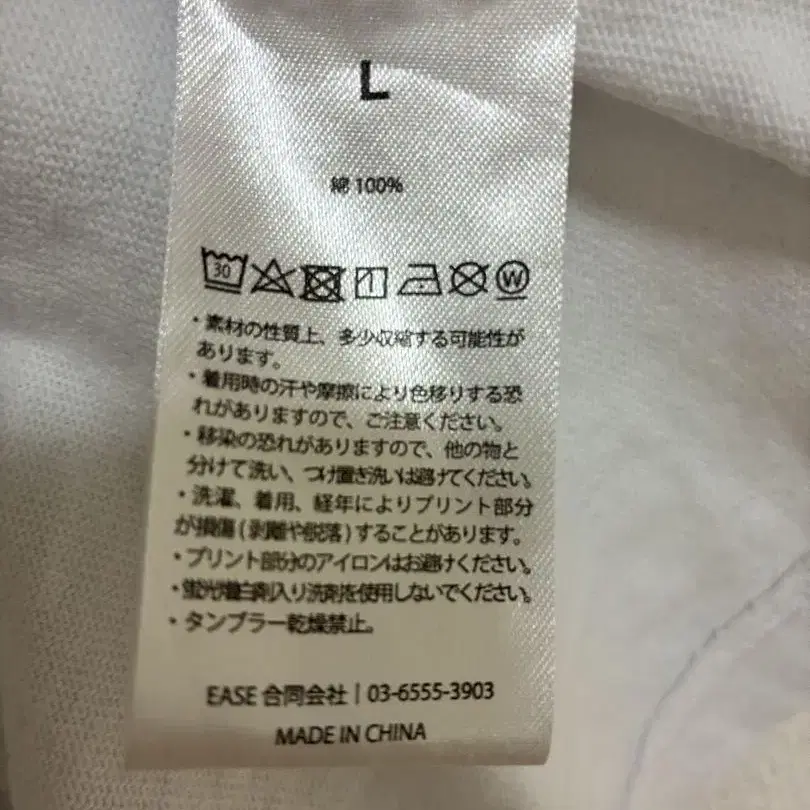 L
綿 100%
30
W
・素材の性質上、多少収縮する可能性が
あります。
・着用時の汗や摩擦により色移りする恐
れがありますので、ご注意ください。
・移染の恐れがありますので、他の物と
分けて洗い、つけ置き洗いは避けてください。
・洗濯、着用、経年によりプリント部分
が損傷(剥離や脱落)することがあります。
・プリント部分のアイロンはお避けください。
・蛍光増白剤入り洗剤を使用しないでください。
・タンブラー乾燥禁止。
EASE 合同会社 | 03-6555-3903
MADE IN CHINA